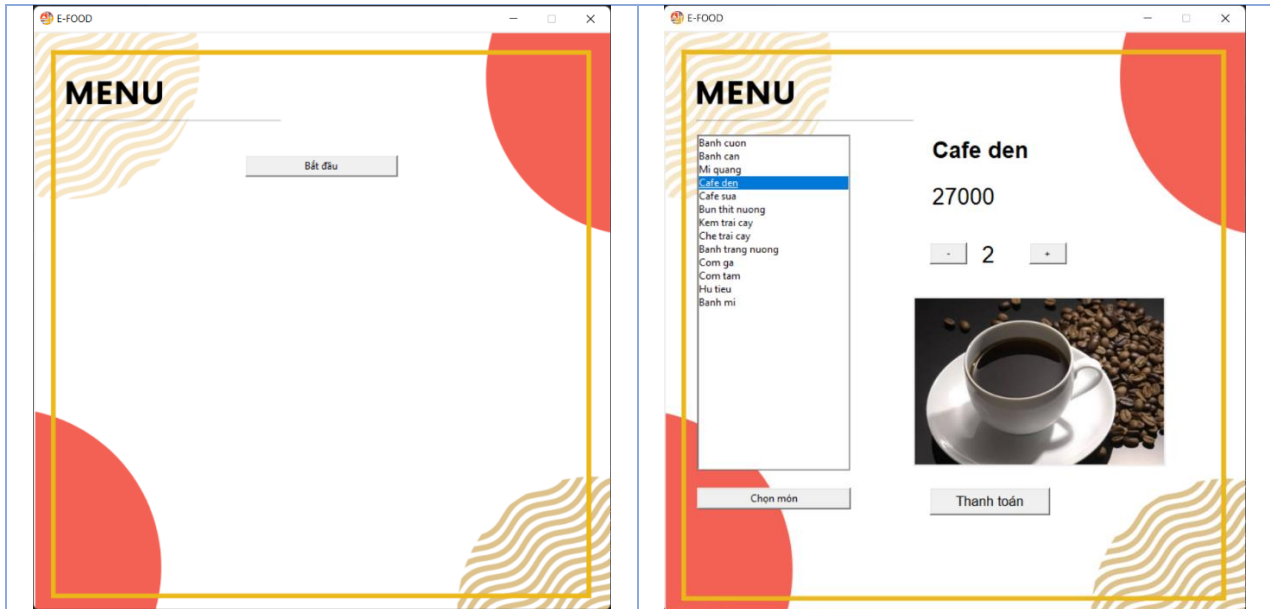 E-FOOD
MENU
Bắt đầu
E-FOOD
MENU
Banh cuon
Banh can
Mi quang
Cafe den
Cafe sua
Bun thit nuong
Kem trai cay
Che trai cay
Banh trang nuong
Com ga
Com tam
Hu tieu
Banh mi
Chọn món
Cafe den
27000
- 2 +
Thanh toán